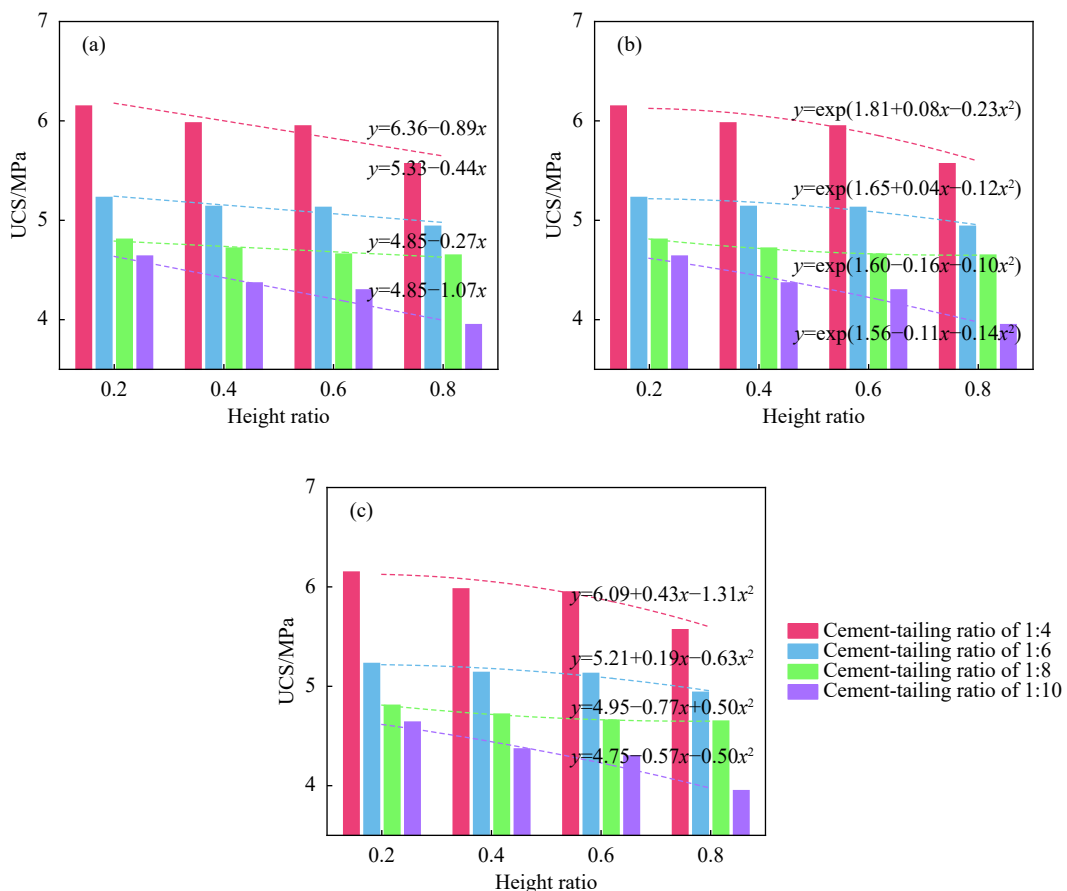 (a)
7
6
5
4
UCS/MPa
y=6.36−0.89x
y=5.33−0.44x
y=4.85−0.27x
y=4.85−1.07x
0.2 0.4 0.6 0.8
Height ratio
(b)
7
6
5
4
UCS/MPa
y=exp(1.81+0.08x−0.23x²)
y=exp(1.65+0.04x−0.12x²)
y=exp(1.60−0.16x−0.10x²)
y=exp(1.56−0.11x−0.14x²)
0.2 0.4 0.6 0.8
Height ratio
(c)
7
6
5
4
UCS/MPa
y=6.09+0.43x−1.31x²
y=5.21+0.19x−0.63x²
y=4.95−0.77x+0.50x²
y=4.75−0.57x−0.50x²
0.2 0.4 0.6 0.8
Height ratio
Cement-tailing ratio of 1:4
Cement-tailing ratio of 1:6
Cement-tailing ratio of 1:8
Cement-tailing ratio of 1:10